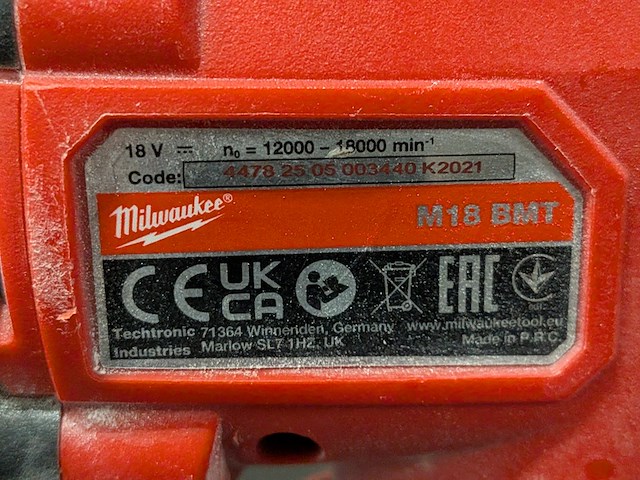 18 V ⎓ n₀ = 12000 – 18000 min⁻¹
Code: 4478 25 05 003440 K2021
Milwaukee®
M18 BMT
CE UK CA EAC
Techtronic Industries
71364 Winnenden, Germany
Marlow SL7 1HZ, UK
www.milwaukeetool.eu
Made in P.R.C.